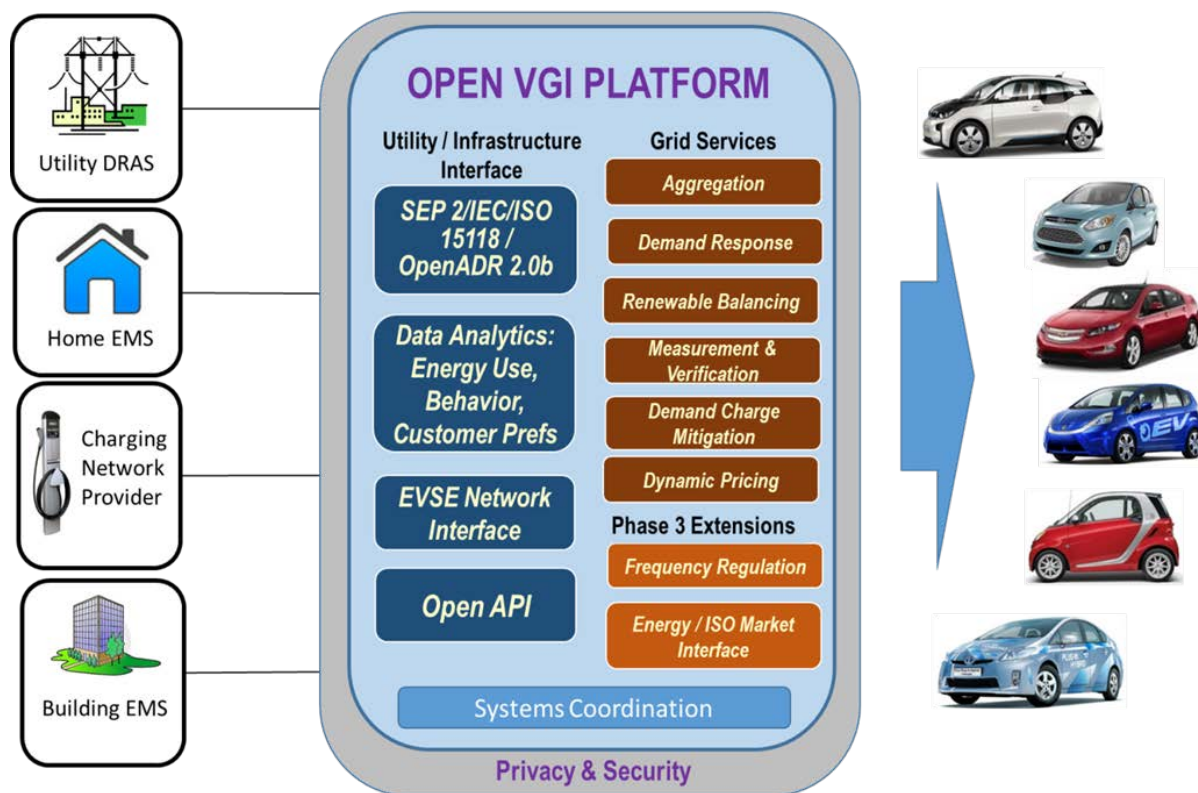 Utility DRAS
Home EMS
Charging
Network
Provider
Building EMS
OPEN VGI PLATFORM
Utility / Infrastructure
Interface
SEP 2/IEC/ISO
15118 /
OpenADR 2.0b
Data Analytics:
Energy Use,
Behavior,
Customer Prefs
EVSE Network
Interface
Open API
Grid Services
Aggregation
Demand Response
Renewable Balancing
Measurement &
Verification
Demand Charge
Mitigation
Dynamic Pricing
Phase 3 Extensions
Frequency Regulation
Energy / ISO Market
Interface
Systems Coordination
Privacy & Security
EV